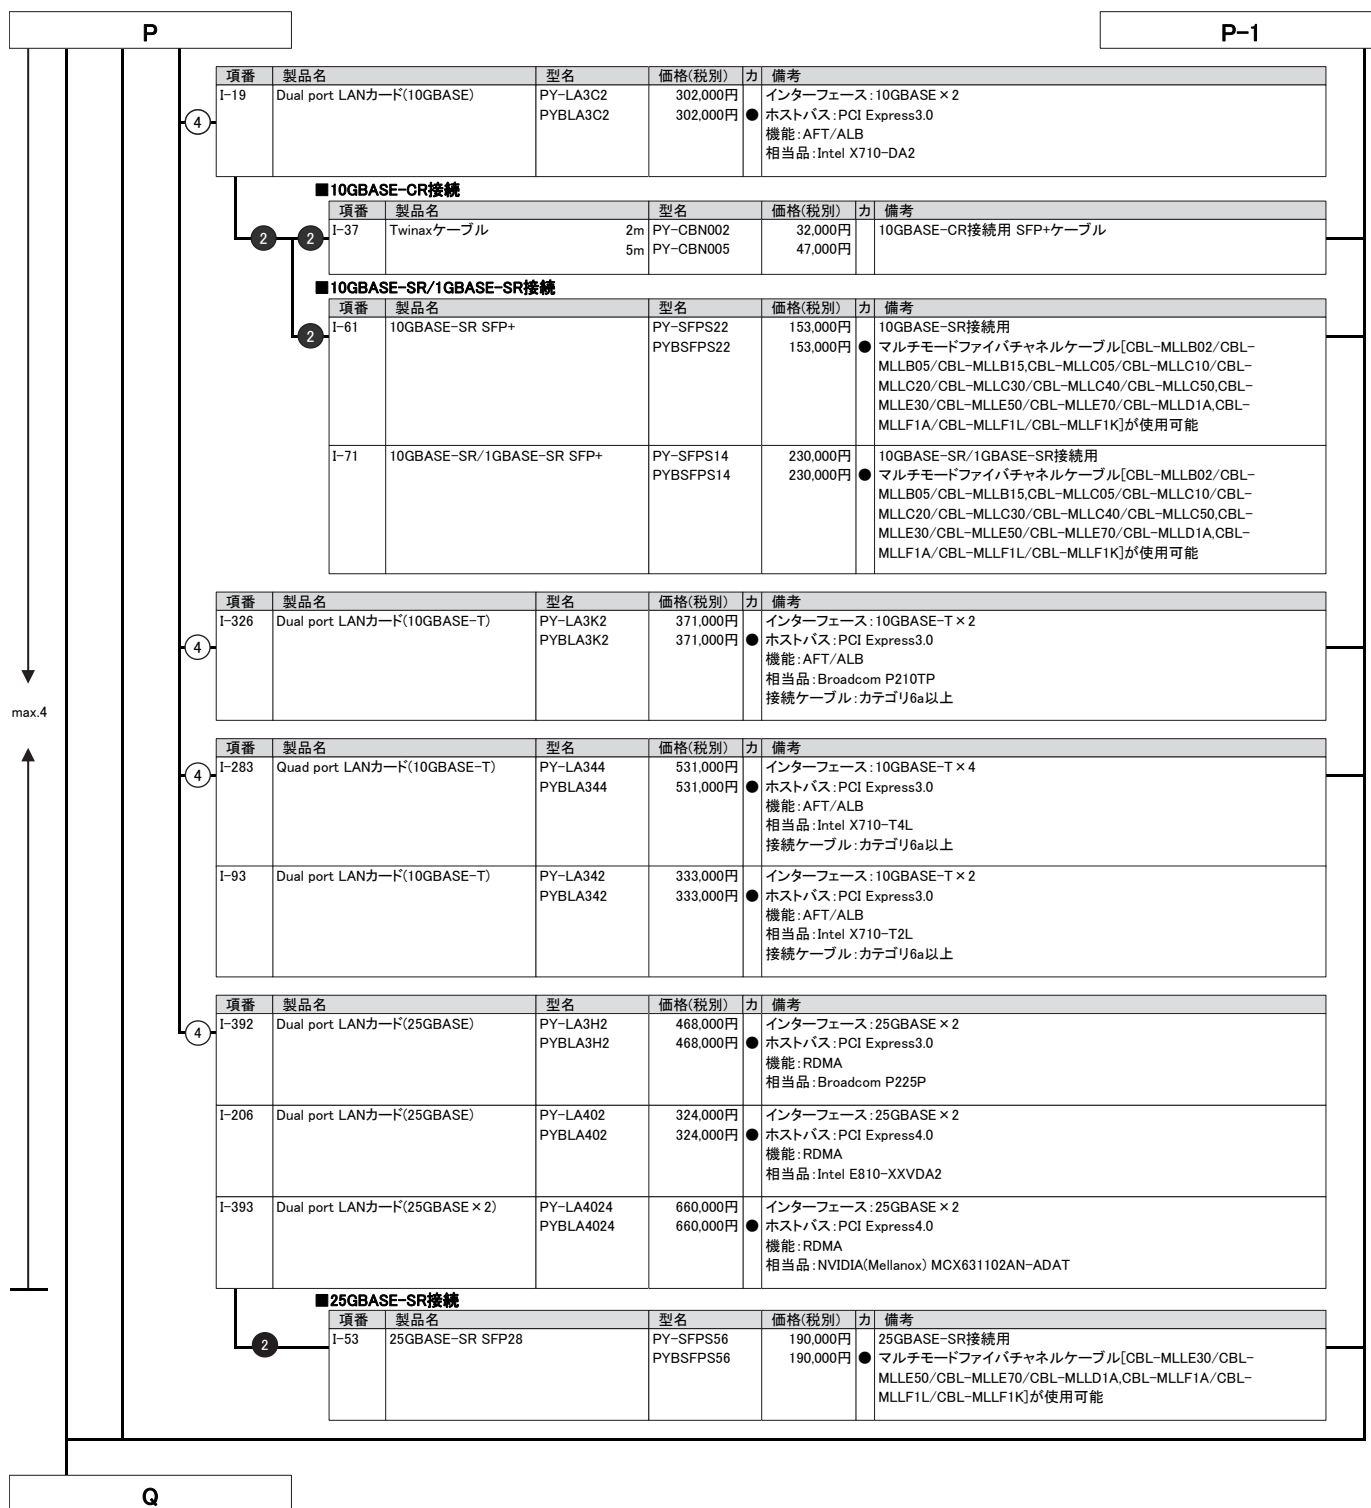 P
P-1
項番 製品名 型名 価格(税別) カ 備考
I-19 Dual port LANカード(10GBASE) PY-LA3C2 302,000円 インターフェース:10GBASE×2
PYBLA3C2 302,000円 ● ホストバス:PCI Express3.0
機能:AFT/ALB
相当品:Intel X710-DA2
4
■10GBASE-CR接続
項番 製品名 型名 価格(税別) カ 備考
2 2 I-37 Twinaxケーブル 2m PY-CBN002 32,000円 10GBASE-CR接続用 SFP+ケーブル
5m PY-CBN005 47,000円
■10GBASE-SR/1GBASE-SR接続
項番 製品名 型名 価格(税別) カ 備考
2 I-61 10GBASE-SR SFP+ PY-SFPS22 153,000円 10GBASE-SR接続用
PYBSFPS22 153,000円 ● マルチモードファイバチャネルケーブル[CBL-MLLB02/CBL-
MLLB05/CBL-MLLB15,CBL-MLLC05/CBL-MLLC10/CBL-
MLLC20/CBL-MLLC30/CBL-MLLC40/CBL-MLLC50,CBL-
MLLE30/CBL-MLLE50/CBL-MLLE70/CBL-MLLD1A,CBL-
MLLF1A/CBL-MLLF1L/CBL-MLLF1K]が使用可能
I-71 10GBASE-SR/1GBASE-SR SFP+ PY-SFPS14 230,000円 10GBASE-SR/1GBASE-SR接続用
PYBSFPS14 230,000円 ● マルチモードファイバチャネルケーブル[CBL-MLLB02/CBL-
MLLB05/CBL-MLLB15,CBL-MLLC05/CBL-MLLC10/CBL-
MLLC20/CBL-MLLC30/CBL-MLLC40/CBL-MLLC50,CBL-
MLLE30/CBL-MLLE50/CBL-MLLE70/CBL-MLLD1A,CBL-
MLLF1A/CBL-MLLF1L/CBL-MLLF1K]が使用可能
項番 製品名 型名 価格(税別) カ 備考
I-326 Dual port LANカード(10GBASE-T) PY-LA3K2 371,000円 インターフェース:10GBASE-T×2
4 PYBLA3K2 371,000円 ● ホストバス:PCI Express3.0
機能:AFT/ALB
相当品:Broadcom P210TP
接続ケーブル:カテゴリ6a以上
max.4
項番 製品名 型名 価格(税別) カ 備考
4 I-283 Quad port LANカード(10GBASE-T) PY-LA344 531,000円 インターフェース:10GBASE-T×4
PYBLA344 531,000円 ● ホストバス:PCI Express3.0
機能:AFT/ALB
相当品:Intel X710-T4L
接続ケーブル:カテゴリ6a以上
I-93 Dual port LANカード(10GBASE-T) PY-LA342 333,000円 インターフェース:10GBASE-T×2
PYBLA342 333,000円 ● ホストバス:PCI Express3.0
機能:AFT/ALB
相当品:Intel X710-T2L
接続ケーブル:カテゴリ6a以上
項番 製品名 型名 価格(税別) カ 備考
4 I-392 Dual port LANカード(25GBASE) PY-LA3H2 468,000円 インターフェース:25GBASE×2
PYBLA3H2 468,000円 ● ホストバス:PCI Express3.0
機能:RDMA
相当品:Broadcom P225P
I-206 Dual port LANカード(25GBASE) PY-LA402 324,000円 インターフェース:25GBASE×2
PYBLA402 324,000円 ● ホストバス:PCI Express4.0
機能:RDMA
相当品:Intel E810-XXVDA2
I-393 Dual port LANカード(25GBASE×2) PY-LA4024 660,000円 インターフェース:25GBASE×2
PYBLA4024 660,000円 ● ホストバス:PCI Express4.0
機能:RDMA
相当品:NVIDIA(Mellanox) MCX631102AN-ADAT
■25GBASE-SR接続
項番 製品名 型名 価格(税別) カ 備考
2 I-53 25GBASE-SR SFP28 PY-SFPS56 190,000円 25GBASE-SR接続用
PYBSFPS56 190,000円 ● マルチモードファイバチャネルケーブル[CBL-MLLE30/CBL-
MLLE50/CBL-MLLE70/CBL-MLLD1A,CBL-MLLF1A/CBL-
MLLF1L/CBL-MLLF1K]が使用可能
Q